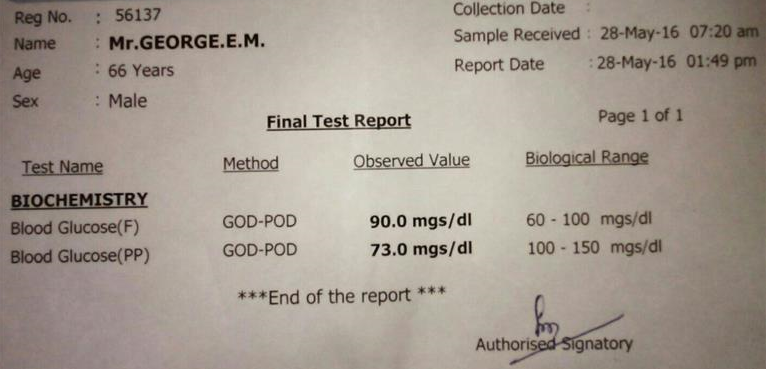 Reg No. : 56137
Name : Mr.GEORGE.E.M.
Age : 66 Years
Sex : Male
Collection Date :
Sample Received : 28-May-16 07:20 am
Report Date : 28-May-16 01:49 pm
Final Test Report
Page 1 of 1
Test Name Method Observed Value Biological Range
BIOCHEMISTRY
Blood Glucose(F) GOD-POD 90.0 mgs/dl 60 - 100 mgs/dl
Blood Glucose(PP) GOD-POD 73.0 mgs/dl 100 - 150 mgs/dl
***End of the report ***
Authorised Signatory